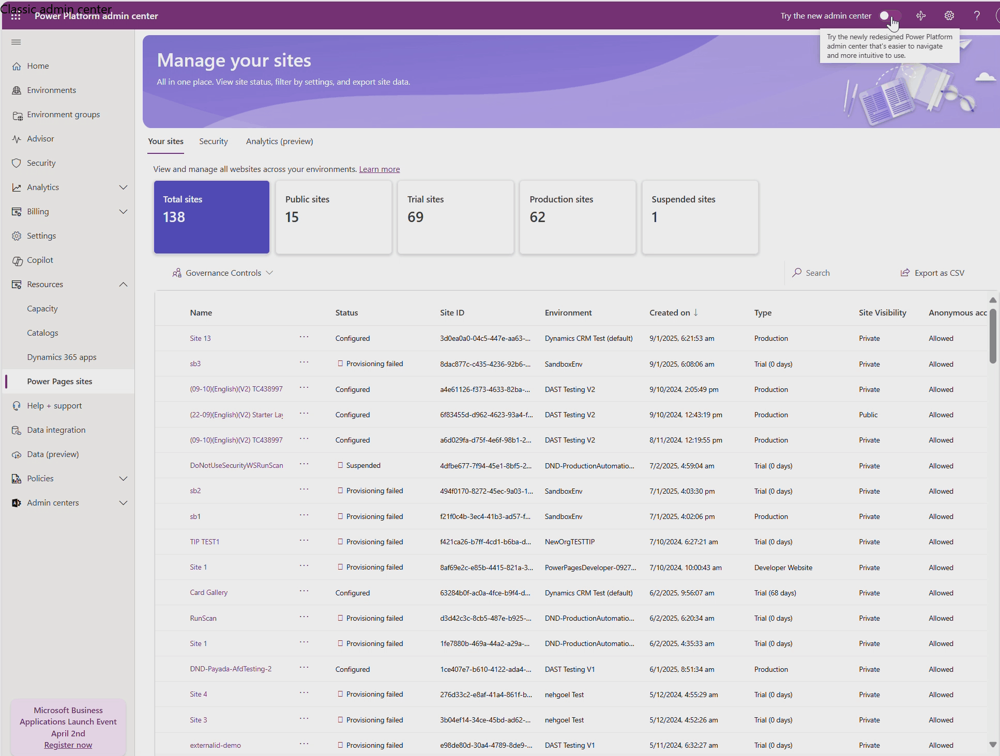 Classic admin center
Power Platform admin center
Try the new admin center
Try the newly redesigned Power Platform
admin center that's easier to navigate
and more intuitive to use.
Home
Environments
Environment groups
Advisor
Security
Analytics
Billing
Settings
Copilot
Resources
Capacity
Catalogs
Dynamics 365 apps
Power Pages sites
Help + support
Data integration
Data (preview)
Policies
Admin centers
Microsoft Business
Applications Launch Event
April 2nd
Register now
Manage your sites
All in one place. View site status, filter by settings, and export site data.
Your sites Security Analytics (preview)
View and manage all websites across your environments. Learn more
Total sites Public sites Trial sites Production sites Suspended sites
138 15 69 62 1
Governance Controls Search Export as CSV
Name Status Site ID Environment Created on ↓ Type Site Visibility Anonymous acc
Site 13 ··· Configured 3d0ea0a0-04c5-447e-aa63-... Dynamics CRM Test (default) 9/1/2025, 6:21:53 am Production Private Allowed
sb3 ··· Provisioning failed 8dac877c-c435-4236-92b6-... SandboxEnv 9/1/2025, 6:08:06 am Trial (0 days) Private Allowed
(09-10)(English)(V2) TC438997 ··· Configured a4e61126-f373-4633-82ba-... DAST Testing V2 9/10/2024, 2:05:49 pm Production Private Allowed
(22-09)(English)(V2) Starter Lay ··· Configured 6f83455d-d962-4623-93a4-f... DAST Testing V2 9/10/2024, 12:43:19 pm Production Public Allowed
(09-10)(English)(V2) TC438997 ··· Configured a6d029fa-d75f-4e6f-98b1-2... DAST Testing V2 8/11/2024, 12:19:55 pm Production Private Allowed
DoNotUseSecurityWSRunScan ··· Suspended 4dfbe677-7f94-45e1-8bf5-2... DND-ProductionAutomatio... 7/2/2025, 4:59:04 am Trial (0 days) Private Allowed
sb2 ··· Provisioning failed 494f0170-8272-45ec-9a03-1... SandboxEnv 7/1/2025, 4:03:30 pm Trial (0 days) Private Allowed
sb1 ··· Provisioning failed f21f0c4b-3ec4-41b3-ad57-f... SandboxEnv 7/1/2025, 4:02:06 pm Production Private Allowed
TIP TEST1 ··· Provisioning failed f421ca26-b7ff-4cd1-b6ba-d... NewOrgTESTTIP 7/10/2024, 6:27:21 am Trial (0 days) Private Allowed
Site 1 ··· Provisioning failed 8af69e2c-e85b-4415-821a-3... PowerPagesDeveloper-0927... 7/10/2024, 10:00:43 am Developer Website Private Allowed
Card Gallery ··· Configured 63284b0f-ac0a-4fce-b9f4-d... Dynamics CRM Test (default) 6/2/2025, 9:56:07 am Trial (68 days) Private Allowed
RunScan ··· Provisioning failed d3d42c3c-8cb5-487e-b925-... DND-ProductionAutomatio... 6/2/2025, 6:20:34 am Trial (0 days) Private Allowed
Site 1 ··· Provisioning failed 1fe7880b-469a-44a2-a29a-... DND-ProductionAutomatio... 6/2/2025, 4:35:33 am Trial (0 days) Private Allowed
DND-Payada-AfdTesting-2 ··· Configured 1ce407e7-b610-4122-ada4-... DAST Testing V1 6/1/2025, 8:51:34 am Production Private Allowed
Site 4 ··· Provisioning failed 276d33c2-e8af-41a4-861f-b... nehgoel Test 5/12/2024, 4:55:29 am Trial (0 days) Private Allowed
Site 3 ··· Provisioning failed 3b04ef14-34ce-45bd-ad62-... nehgoel Test 5/12/2024, 4:52:26 am Trial (0 days) Private Allowed
externalid-demo ··· Provisioning failed e98de80d-30a4-4789-8de9-... DAST Testing V1 5/11/2024, 6:32:27 am Trial (0 days) Private Allowed